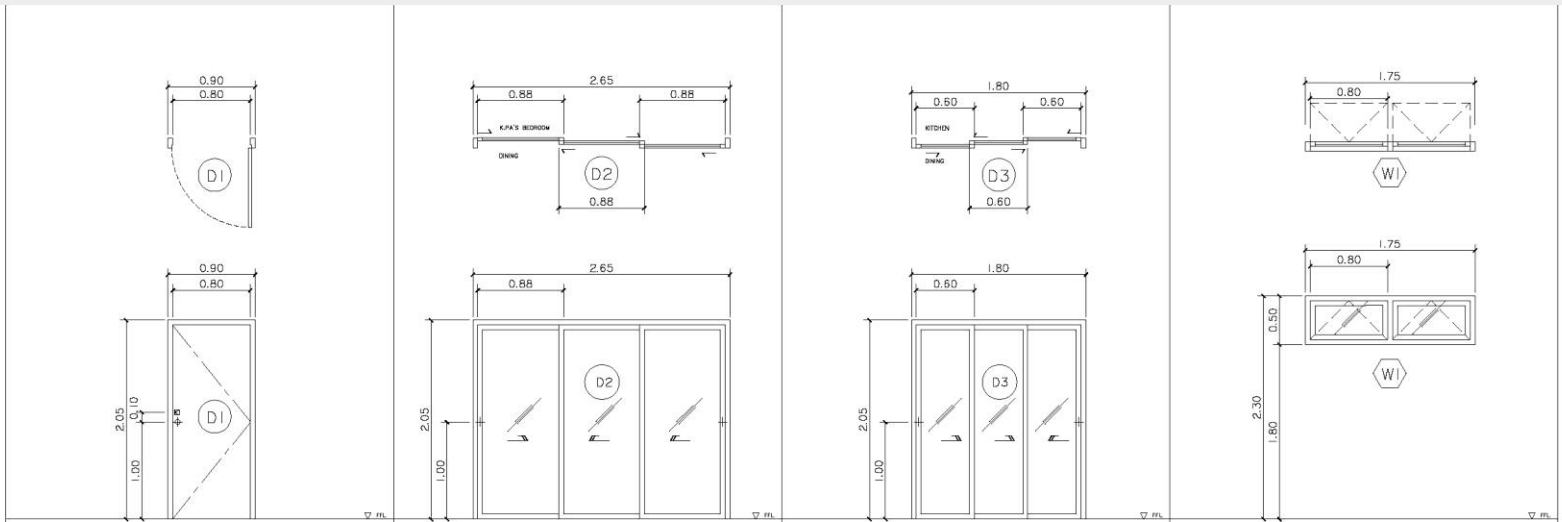 0.90
0.80
D1
0.90
0.80
2.05
0.10
1.00
D1
FFL
2.65
0.88
0.88
K.PA'S BEDROOM
DINING
D2
0.88
2.65
0.88
2.05
1.00
D2
FFL
1.80
0.60
0.60
KITCHEN
DINING
D3
0.60
1.80
0.60
2.05
1.00
D3
FFL
1.75
0.80
W1
1.75
0.80
0.50
2.30
1.80
W1
FFL